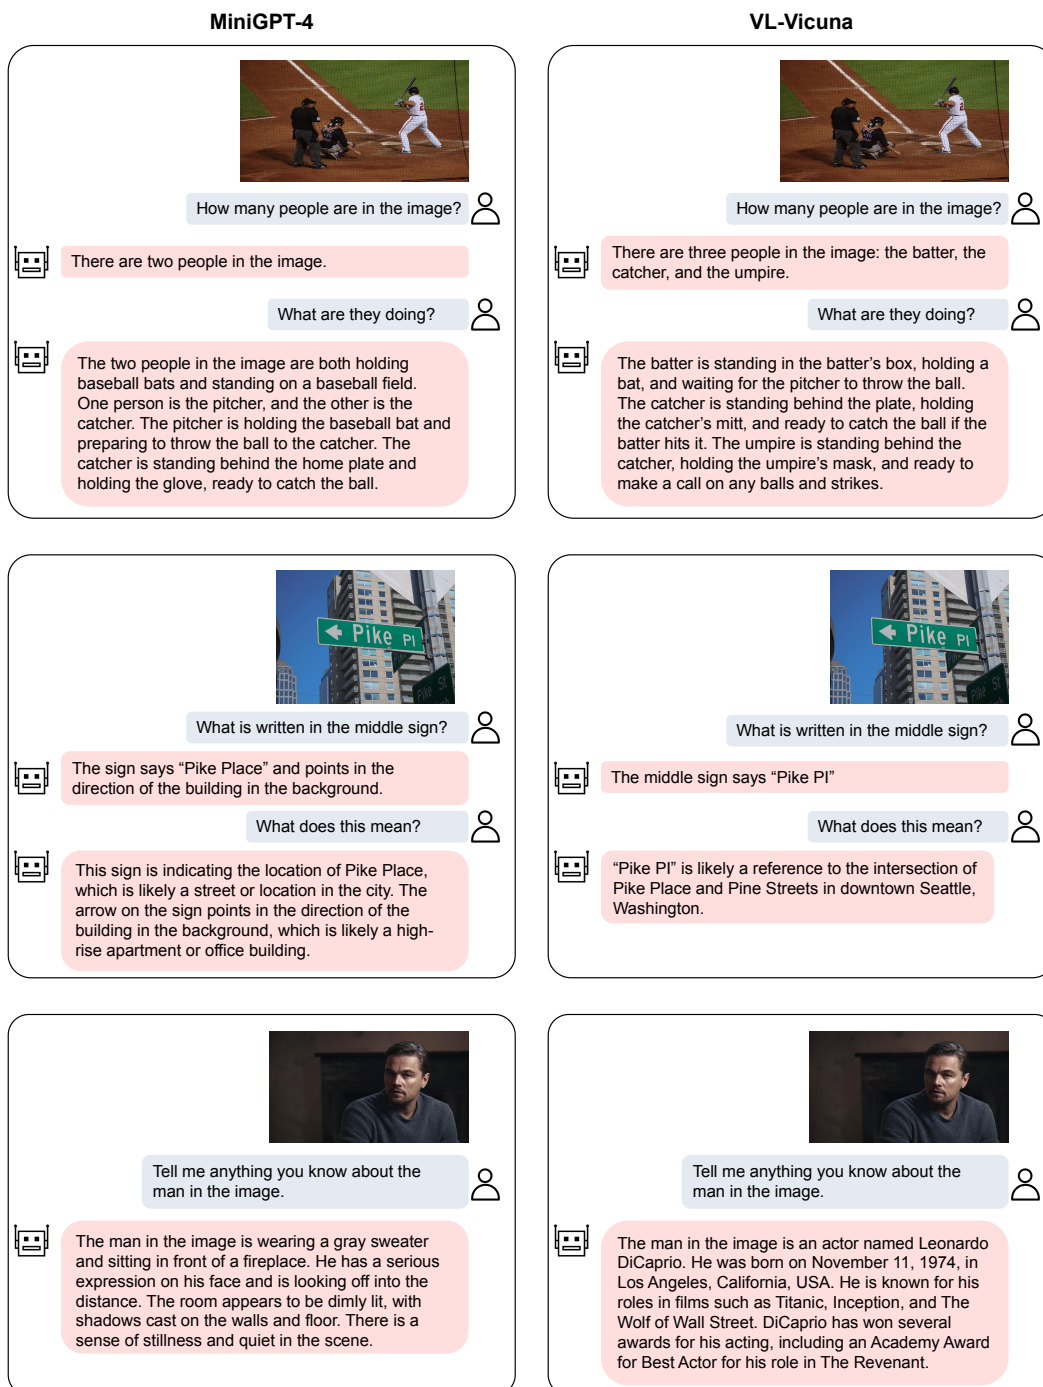 MiniGPT-4
How many people are in the image?
There are two people in the image.
What are they doing?
The two people in the image are both holding
baseball bats and standing on a baseball field.
One person is the pitcher, and the other is the
catcher. The pitcher is holding the baseball bat and
preparing to throw the ball to the catcher. The
catcher is standing behind the home plate and
holding the glove, ready to catch the ball.
Pike Pl
Pike St
What is written in the middle sign?
The sign says “Pike Place” and points in the
direction of the building in the background.
What does this mean?
This sign is indicating the location of Pike Place,
which is likely a street or location in the city. The
arrow on the sign points in the direction of the
building in the background, which is likely a high-
rise apartment or office building.
Tell me anything you know about the
man in the image.
The man in the image is wearing a gray sweater
and sitting in front of a fireplace. He has a serious
expression on his face and is looking off into the
distance. The room appears to be dimly lit, with
shadows cast on the walls and floor. There is a
sense of stillness and quiet in the scene.
VL-Vicuna
How many people are in the image?
There are three people in the image: the batter, the
catcher, and the umpire.
What are they doing?
The batter is standing in the batter’s box, holding a
bat, and waiting for the pitcher to throw the ball.
The catcher is standing behind the plate, holding
the catcher’s mitt, and ready to catch the ball if the
batter hits it. The umpire is standing behind the
catcher, holding the umpire’s mask, and ready to
make a call on any balls and strikes.
Pike Pl
Pike St
What is written in the middle sign?
The middle sign says “Pike PI”
What does this mean?
“Pike PI” is likely a reference to the intersection of
Pike Place and Pine Streets in downtown Seattle,
Washington.
Tell me anything you know about the
man in the image.
The man in the image is an actor named Leonardo
DiCaprio. He was born on November 11, 1974, in
Los Angeles, California, USA. He is known for his
roles in films such as Titanic, Inception, and The
Wolf of Wall Street. DiCaprio has won several
awards for his acting, including an Academy Award
for Best Actor for his role in The Revenant.